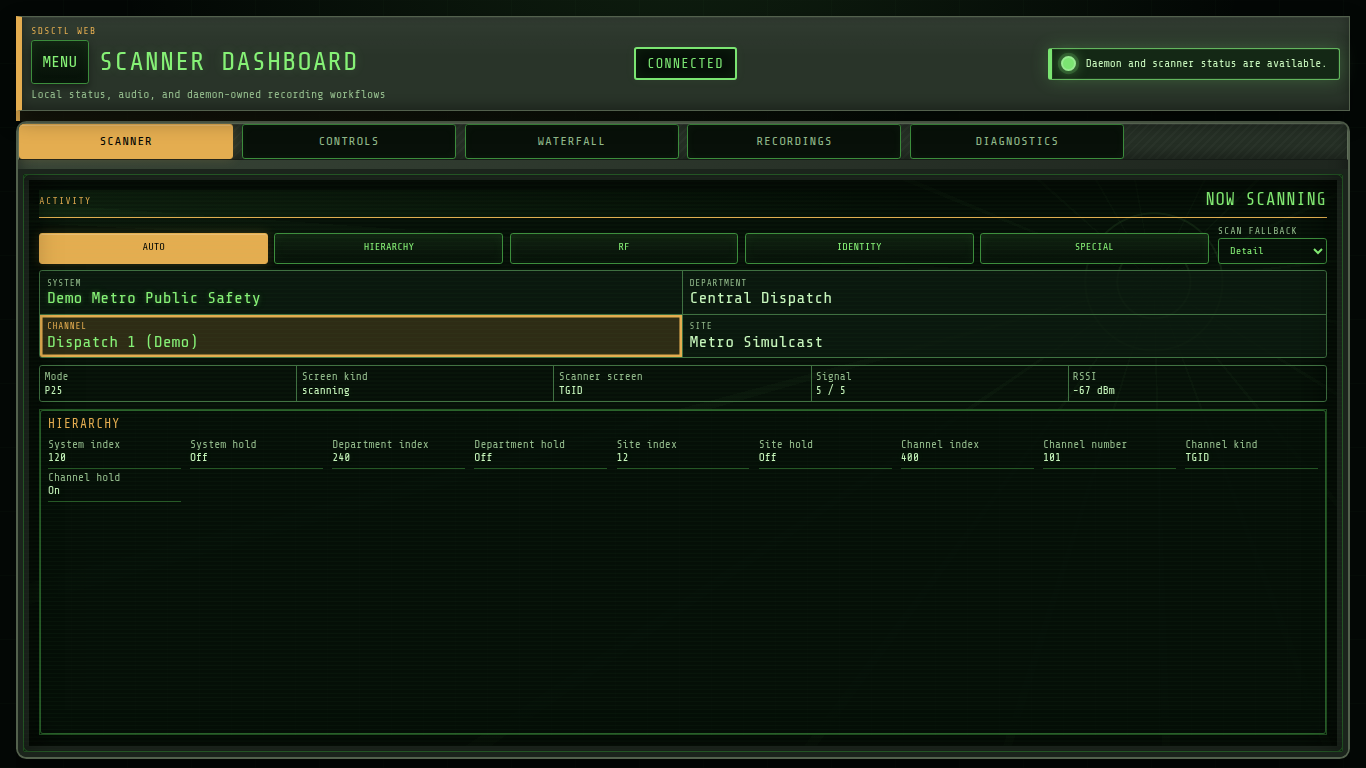 SDSCTL WEB
MENU
SCANNER DASHBOARD
Local status, audio, and daemon-owned recording workflows
CONNECTED
Daemon and scanner status are available.
SCANNER
CONTROLS
WATERFALL
RECORDINGS
DIAGNOSTICS
ACTIVITY
NOW SCANNING
AUTO
HIERARCHY
RF
IDENTITY
SPECIAL
SCAN FALLBACK
Detail
SYSTEM
Demo Metro Public Safety
DEPARTMENT
Central Dispatch
CHANNEL
Dispatch 1 (Demo)
SITE
Metro Simulcast
Mode
P25
Screen kind
scanning
Scanner screen
TGID
Signal
5 / 5
RSSI
-67 dBm
HIERARCHY
System index
120
System hold
Off
Department index
240
Department hold
Off
Site index
12
Site hold
Off
Channel index
400
Channel number
101
Channel kind
TGID
Channel hold
On